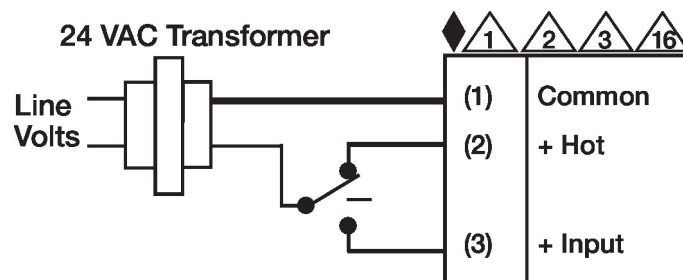 24 VAC Transformer
1 2 3 16
Line
Volts
(1) Common
(2) + Hot
(3) + Input